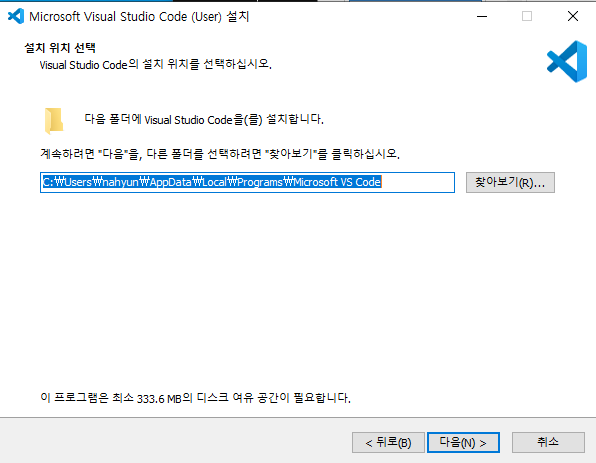 Microsoft Visual Studio Code (User) 설치
설치 위치 선택
Visual Studio Code의 설치 위치를 선택하십시오.
다음 폴더에 Visual Studio Code을(를) 설치합니다.
계속하려면 "다음"을, 다른 폴더를 선택하려면 "찾아보기"를 클릭하십시오.
C:₩Users₩nahyun₩AppData₩Local₩Programs₩Microsoft VS Code
찾아보기(R)...
이 프로그램은 최소 333.6 MB의 디스크 여유 공간이 필요합니다.
< 뒤로(B) 다음(N) > 취소